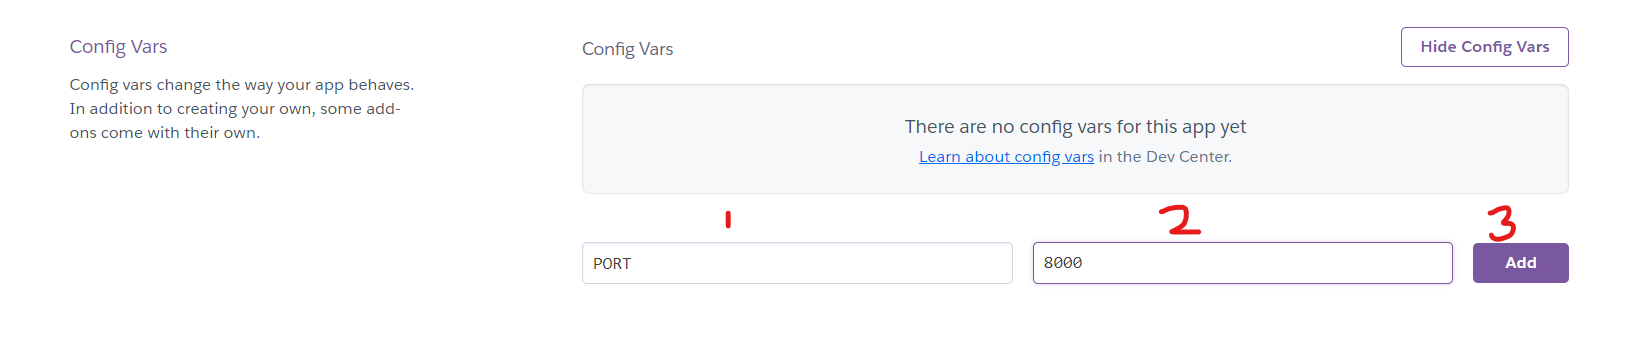 Config Vars
Config vars change the way your app behaves.
In addition to creating your own, some add-
ons come with their own.
Config Vars
Hide Config Vars
There are no config vars for this app yet
Learn about config vars in the Dev Center.
1 2 3
PORT 8000 Add